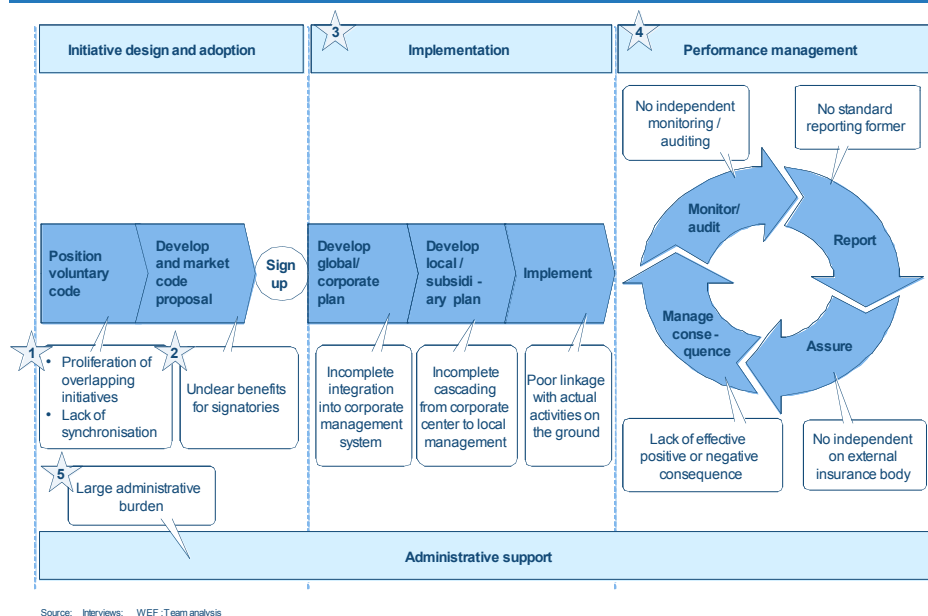 Initiative design and adoption
3
Implementation
4
Performance management
No independent
monitoring /
auditing
No standard
reporting former
Position
voluntary
code
Develop
and market
code
proposal
Sign
up
Develop
global/
corporate
plan
Develop
local /
subsidi -
ary plan
Implement
Monitor/
audit
Report
Assure
Manage
conse -
quence
1
• Proliferation of
overlapping
initiatives
• Lack of
synchronisation
2
Unclear benefits
for signatories
Incomplete
integration
into corporate
management
system
Incomplete
cascading
from corporate
center to local
management
Poor linkage
with actual
activities on
the ground
Lack of effective
positive or negative
consequence
No independent
on external
insurance body
5
Large administrative
burden
Administrative support
Source: Interviews; WEF ; Team analysis